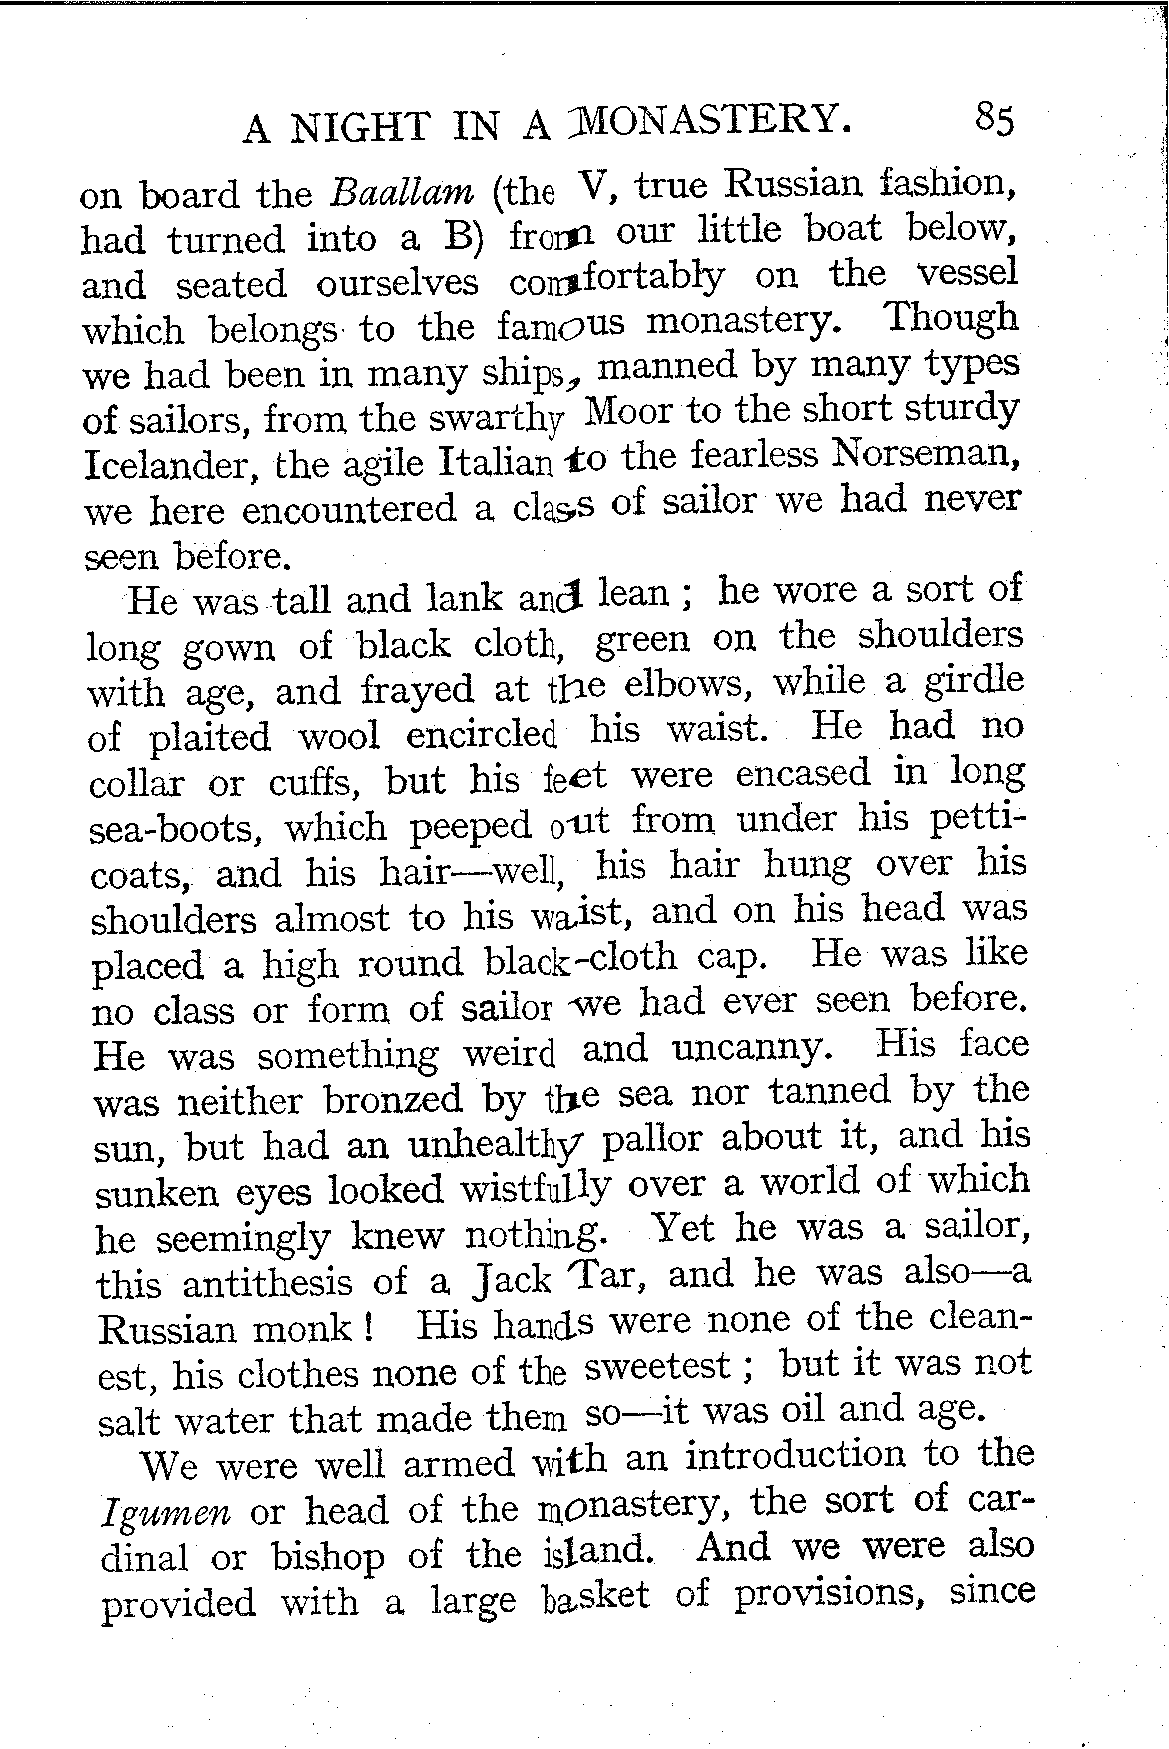 A NIGHT IN A MONASTERY. 85
on board the Baallam (the V, true Russian fashion,
had turned into a B) from our little boat below,
and seated ourselves comfortably on the vessel
which belongs to the famous monastery. Though
we had been in many ships, manned by many types
of sailors, from the swarthy Moor to the short sturdy
Icelander, the agile Italian to the fearless Norseman,
we here encountered a class of sailor we had never
seen before.
He was tall and lank and lean ; he wore a sort of
long gown of black cloth, green on the shoulders
with age, and frayed at the elbows, while a girdle
of plaited wool encircled his waist. He had no
collar or cuffs, but his feet were encased in long
sea-boots, which peeped out from under his petti-
coats, and his hair—well, his hair hung over his
shoulders almost to his waist, and on his head was
placed a high round black-cloth cap. He was like
no class or form of sailor we had ever seen before.
He was something weird and uncanny. His face
was neither bronzed by the sea nor tanned by the
sun, but had an unhealthy pallor about it, and his
sunken eyes looked wistfully over a world of which
he seemingly knew nothing. Yet he was a sailor,
this antithesis of a Jack Tar, and he was also—a
Russian monk ! His hands were none of the clean-
est, his clothes none of the sweetest ; but it was not
salt water that made them so—it was oil and age.
We were well armed with an introduction to the
Igumen or head of the monastery, the sort of car-
dinal or bishop of the island. And we were also
provided with a large basket of provisions, since